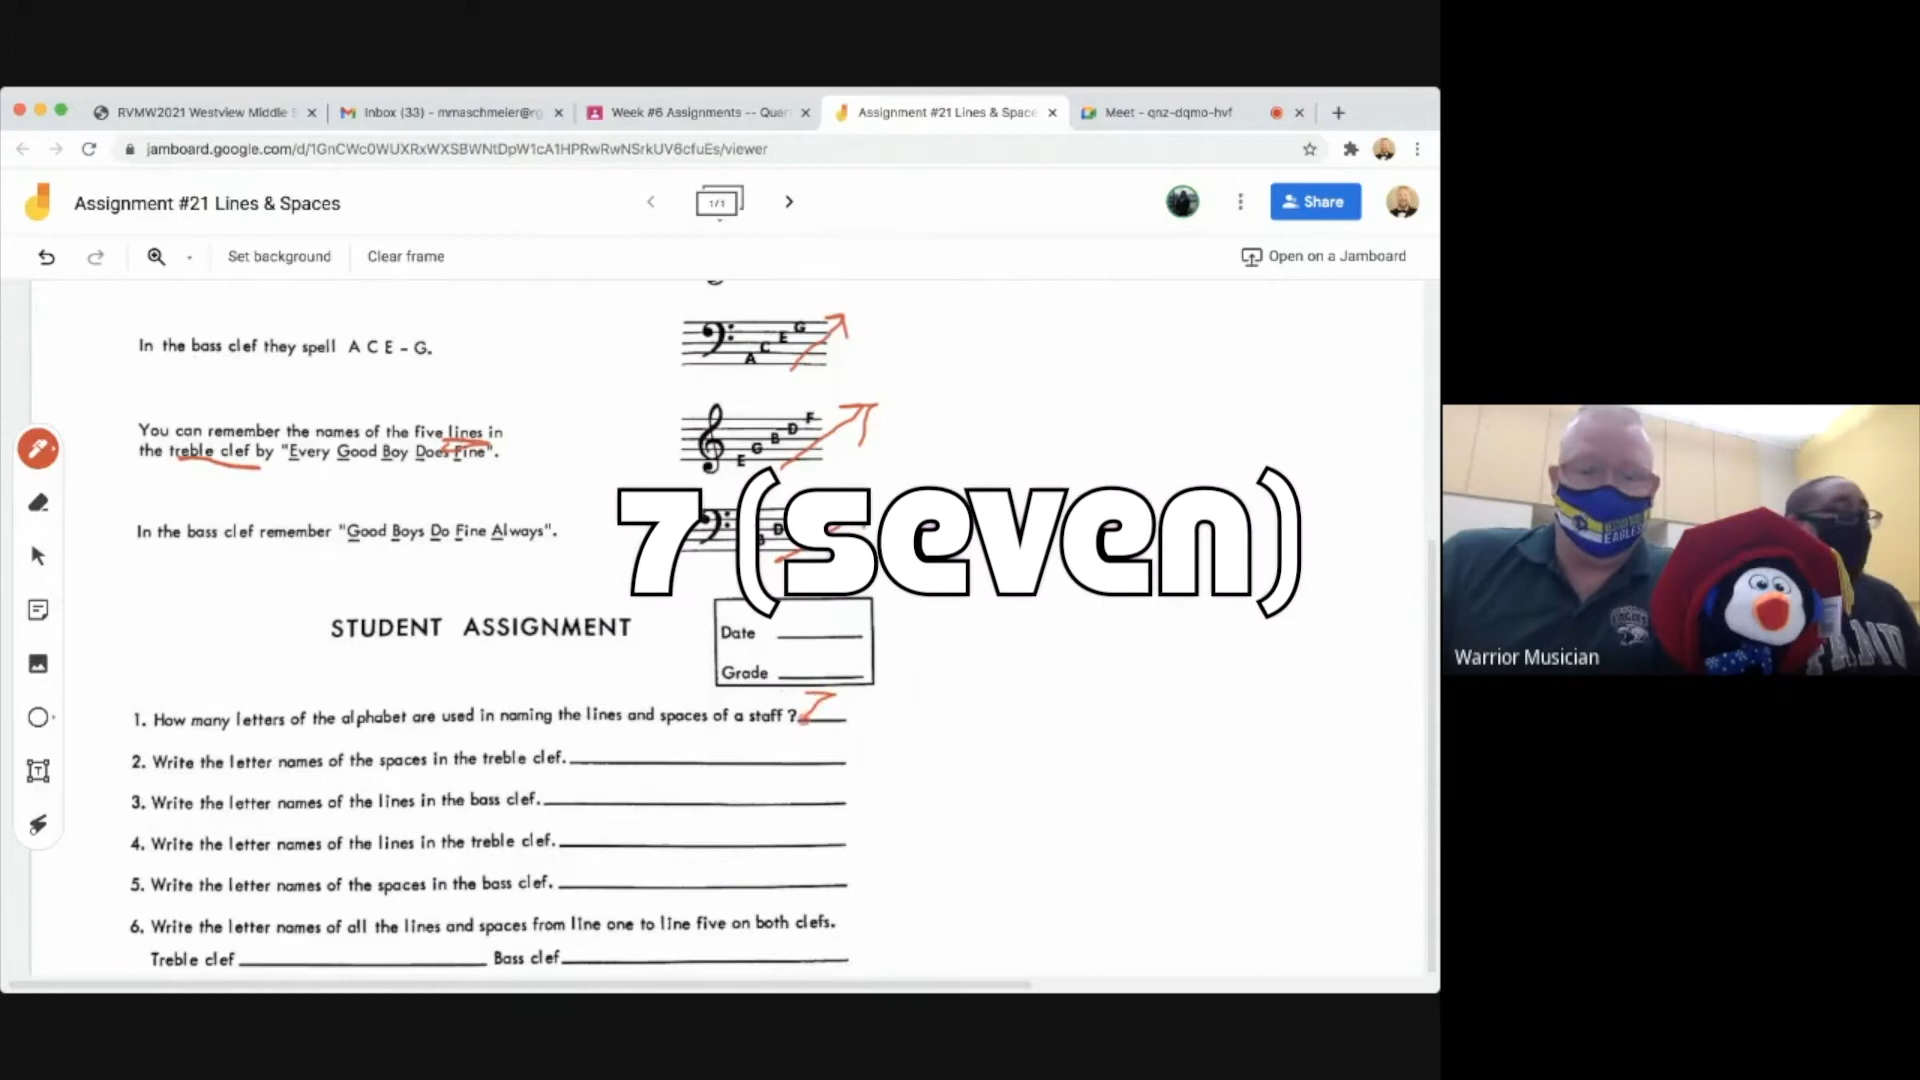 RVMW2021 Westview Middle
Inbox (33) - mmaschmeier@rg
Week #6 Assignments -- Quar
Assignment #21 Lines & Space
Meet - qnz-dqmo-hvf
jamboard.google.com/d/1GnCWc0WUXRxWXSBWNtDpW1cA1HPRwRwNSrkUV6cfuEs/viewer
Assignment #21 Lines & Spaces
1/1
Share
Set background
Clear frame
Open on a Jamboard
In the bass clef they spell A C E – G.
A C E G
You can remember the names of the five lines in
the treble clef by "Every Good Boy Does Fine".
E G B D F
In the bass clef remember "Good Boys Do Fine Always".
B D
7 (seven)
STUDENT ASSIGNMENT
Date
Grade
1. How many letters of the alphabet are used in naming the lines and spaces of a staff? 7
2. Write the letter names of the spaces in the treble clef.
3. Write the letter names of the lines in the bass clef.
4. Write the letter names of the lines in the treble clef.
5. Write the letter names of the spaces in the bass clef.
6. Write the letter names of all the lines and spaces from line one to line five on both clefs.
Treble clef
Bass clef
EAGLES
EAGLES
Warrior Musician